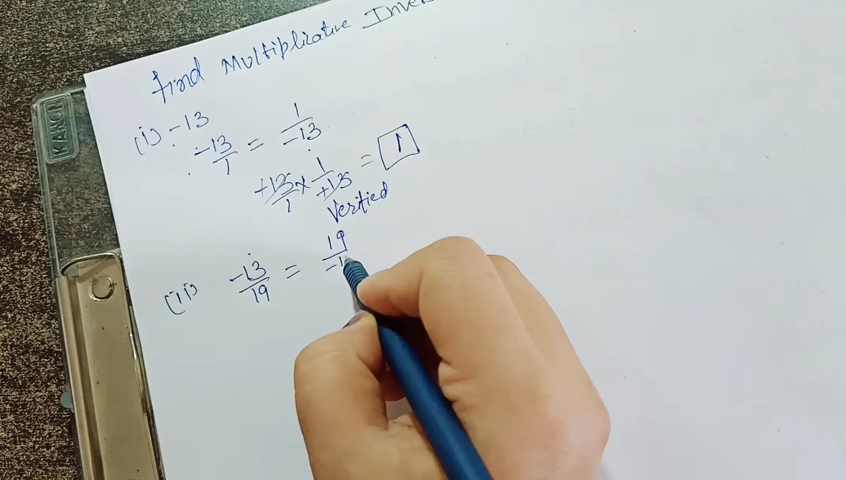 KANON
find Multiplicative Inve
(i) -13
-13/1 = 1/-13
+13/1 × 1/+13 = 1
Verified
(ii) -13/19 = 19/-1